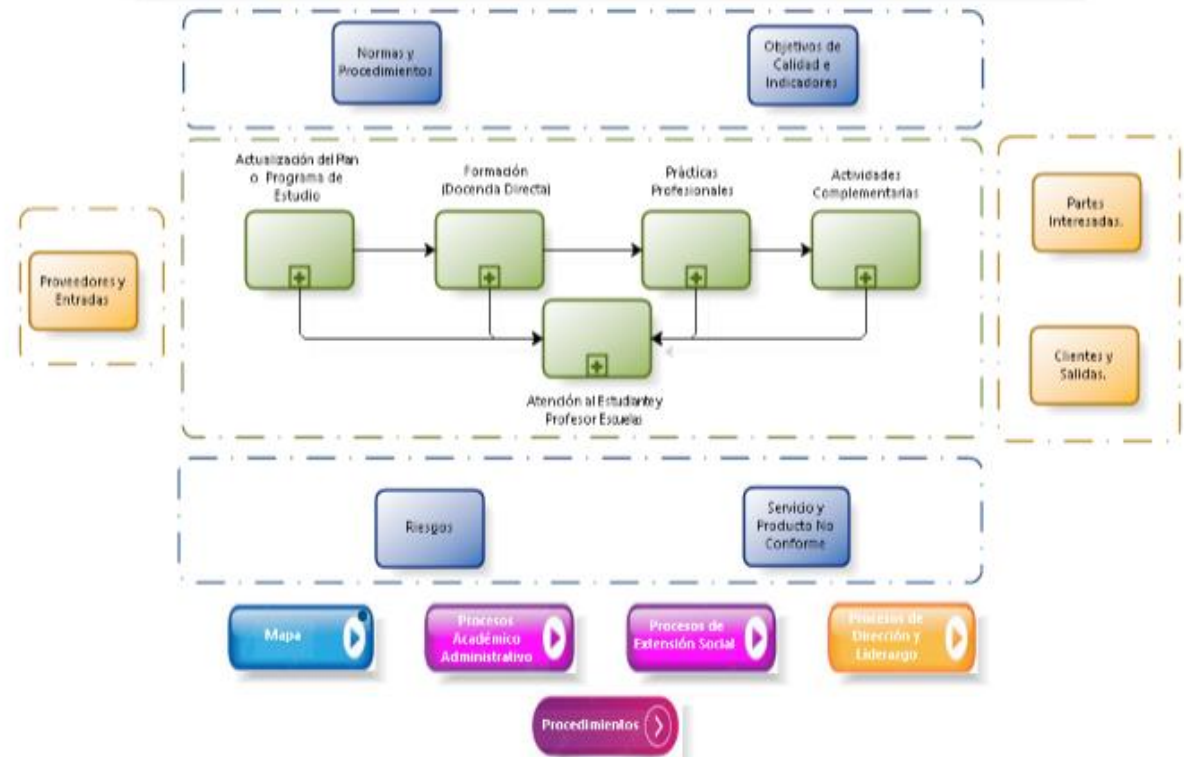 Normas y
Procedimientos
Objetivos de
Calidad e
Indicadores
Actualización del Plan
o Programa de
Estudio
Formación
(Docencia Directa)
Prácticas
Profesionales
Actividades
Complementarias
Proveedores y
Entradas
Partes
Interesadas.
Clientes y
Salidas.
Atención al Estudiante y
Profesor Escuelas
Riesgos
Servicio y
Producto No
Conforme
Mapa
Procesos
Académico
Administrativo
Procesos de
Extensión Social
Procesos de
Dirección y
Liderargo
Procedimientos